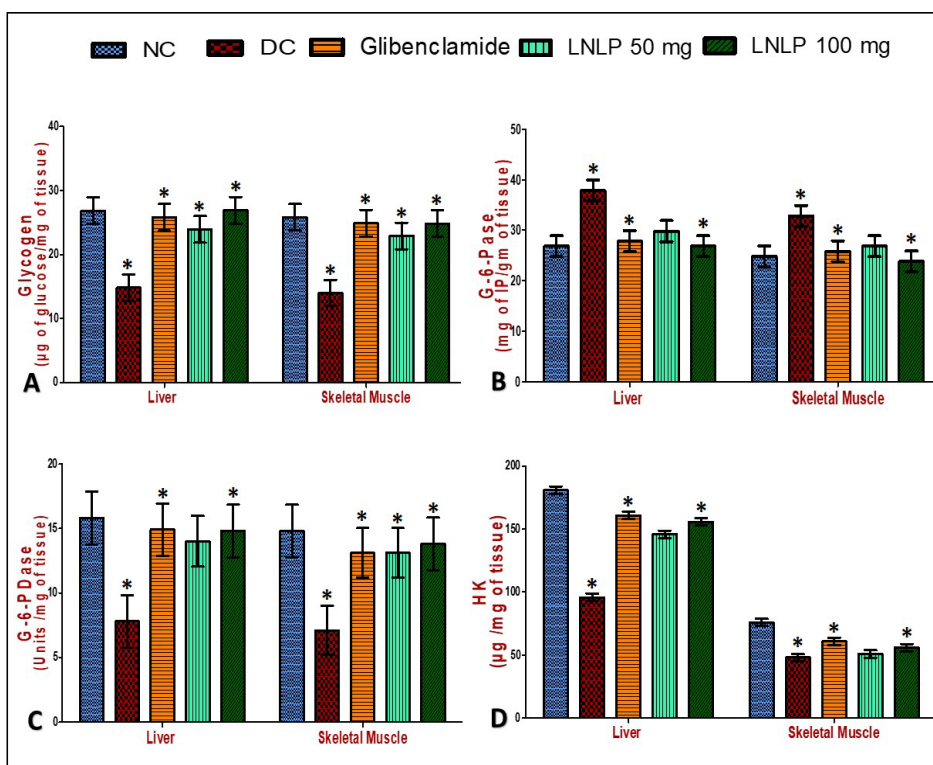 NC DC Glibenclamide LNLP 50 mg LNLP 100 mg
Glycogen
(µg of glucose/mg of tissue)
40
30
20
10
0
* * * * * * * *
A
Liver Skeletal Muscle
G-6-Pase
(mg of IP/gm of tissue)
50
40
30
20
10
0
* * * * * *
B
Liver Skeletal Muscle
G-6-P Dase
(Units /mg of tissue)
20
15
10
5
0
* * * * * * *
C
Liver Skeletal Muscle
HK
(µg /mg of tissue)
200
150
100
50
0
* * * * * *
D
Liver Skeletal Muscle